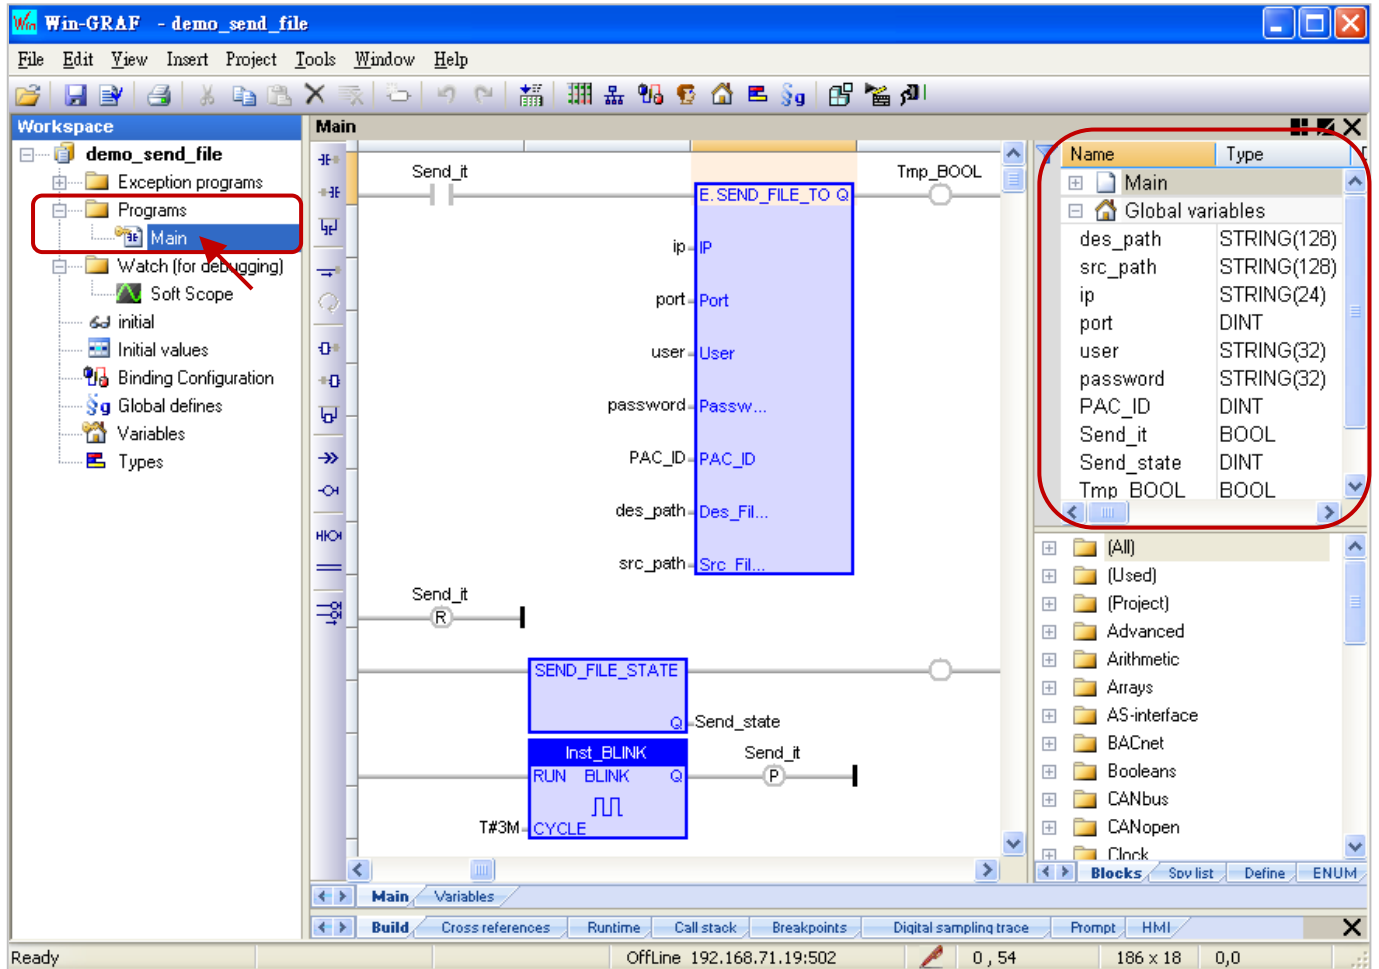 Win-GRAF - demo_send_file
File Edit View Insert Project Tools Window Help
Workspace
demo_send_file
Exception programs
Programs
Main
Watch (for debugging)
Soft Scope
initial
Initial values
Binding Configuration
Global defines
Variables
Types
Main
Send_it
Tmp_BOOL
E. SEND_FILE_TO Q
ip IP
port Port
user User
password Passw...
PAC_ID PAC_ID
des_path Des_Fil...
src_path Src_Fil...
Send_it
R
SEND_FILE_STATE
Q Send_state
Inst_BLINK
Send_it
RUN BLINK Q
P
T#3M CYCLE
Name Type
Main
Global variables
des_path STRING(128)
src_path STRING(128)
ip STRING(24)
port DINT
user STRING(32)
password STRING(32)
PAC_ID DINT
Send_it BOOL
Send_state DINT
Tmp_BOOL BOOL
(All)
(Used)
(Project)
Advanced
Arithmetic
Arrays
AS-interface
BACnet
Booleans
CANbus
CANopen
Clock
Blocks Spy list Define ENUM
Main Variables
Build Cross references Runtime Call stack Breakpoints Digital sampling trace Prompt HMI
Ready OffLine 192.168.71.19:502 0 , 54 186 x 18 0,0